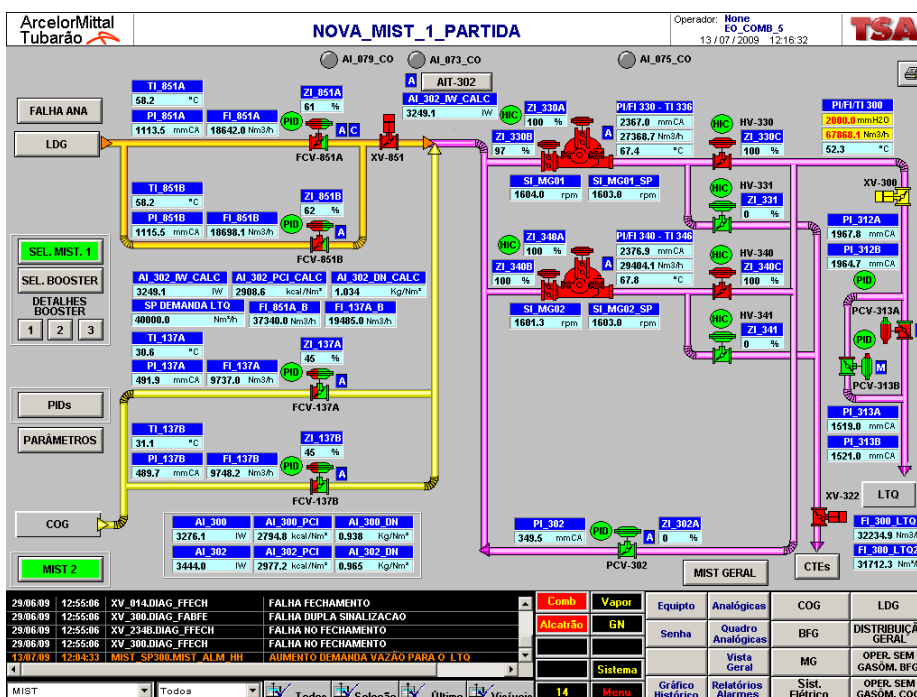 ArcelorMittal
Tubarão
NOVA_MIST_1_PARTIDA
Operador: None
EO_COMB_5
13/07/2009 12:16:32
TSA
AI_079_CO
AI_073_CO
AI_075_CO
A AIT-302
FALHA ANA
LDG
TI_851A
58.2 °C
PI_851A FI_851A
1113.5 mmCA 18642.0 Nm3/h
PID
ZI_851A
61 %
A C
FCV-851A
XV-851
AI_302_IW_CALC
3249.1 IW
HIC
ZI_330A
100 %
ZI_330B
97 %
PI/FI 330 - TI 336
2367.0 mmCA
27368.7 Nm3/h
67.4 °C
HIC HV-330
ZI_330C
100 %
PI/FI/TI 300
2000.0 mmH2O
67868.1 Nm3/h
52.3 °C
SI_MG01 SI_MG01_SP
1604.0 rpm 1603.0 rpm
HIC HV-331
ZI_331
0 %
XV-300
TI_851B
58.2 °C
PI_851B FI_851B
1115.5 mmCA 18698.1 Nm3/h
PID
ZI_851B
62 %
A
FCV-851B
HIC
ZI_340A
100 %
ZI_340B
100 %
PI/FI 340 - TI 346
2376.9 mmCA
29404.1 Nm3/h
67.8 °C
HIC HV-340
ZI_340C
100 %
PI_312A
1967.8 mmCA
PI_312B
1964.7 mmCA
PID
PCV-313A
PID
M
PCV-313B
SI_MG02 SI_MG02_SP
1601.3 rpm 1603.0 rpm
HIC HV-341
ZI_341
0 %
SEL. MIST. 1
SEL. BOOSTER
DETALHES
BOOSTER
1 2 3
AI_302_IW_CALC AI_302_PCI_CALC AI_302_DN_CALC
3249.1 IW 2908.6 kcal/Nm³ 1.034 Kg/Nm³
SP DEMANDA LTQ FI_851A_B FI_137A_B
40000.0 Nm³/h 37340.0 Nm3/h 19485.0 Nm3/h
TI_137A
30.6 °C
PI_137A FI_137A
491.9 mmCA 9737.0 Nm3/h
PID
ZI_137A
45 %
A
FCV-137A
PIDs
PARÂMETROS
TI_137B
31.1 °C
PI_137B FI_137B
489.7 mmCA 9748.2 Nm3/h
PID
ZI_137B
45 %
A
FCV-137B
PI_313A
1519.0 mmCA
PI_313B
1521.0 mmCA
XV-322
LTQ
COG
MIST 2
AI_300 AI_300_PCI AI_300_DN
3276.1 IW 2794.8 kcal/Nm³ 0.938 Kg/Nm³
AI_302 AI_302_PCI AI_302_DN
3444.0 IW 2977.2 kcal/Nm³ 0.965 Kg/Nm³
PI_302
349.5 mmCA
PID
ZI_302A
A 0 %
PCV-302
MIST GERAL
CTEs
FI_300_LTQ
32234.9 Nm3/
FI_300_LTQ2
31712.3 Nm³/
29/06/09 12:55:06 XV_014.DIAG_FFECH FALHA FECHAMENTO
29/06/09 12:55:06 XV_300.DIAG_FABFE FALHA DUPLA SINALIZACAO
29/06/09 12:55:06 XV_234B.DIAG_FFECH FALHA NO FECHAMENTO
29/06/09 12:55:06 XV_300.DIAG_FFECH FALHA NO FECHAMENTO
13/07/09 12:04:33 MIST_SP300.MIST_ALM_HH AUMENTO DEMANDA VAZÃO PARA O LTQ
MIST Todos Todos Seleção Último Visíveis
Comb Vapor
Alcatrão GN
Sistema
14 Menu
Equipto Analógicas COG LDG
Senha Quadro Analógicas BFG DISTRIBUIÇÃ GERAL
Vista Geral MG OPER. SEM GASÔM. BFG
Gráfico Histórico Relatórios Alarmes Sist. Elétrico OPER. SEM